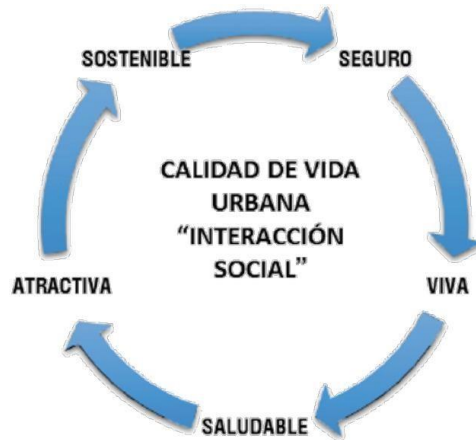 SOSTENIBLE
SEGURO
CALIDAD DE VIDA
URBANA
“INTERACCIÓN
SOCIAL”
ATRACTIVA
VIVA
SALUDABLE